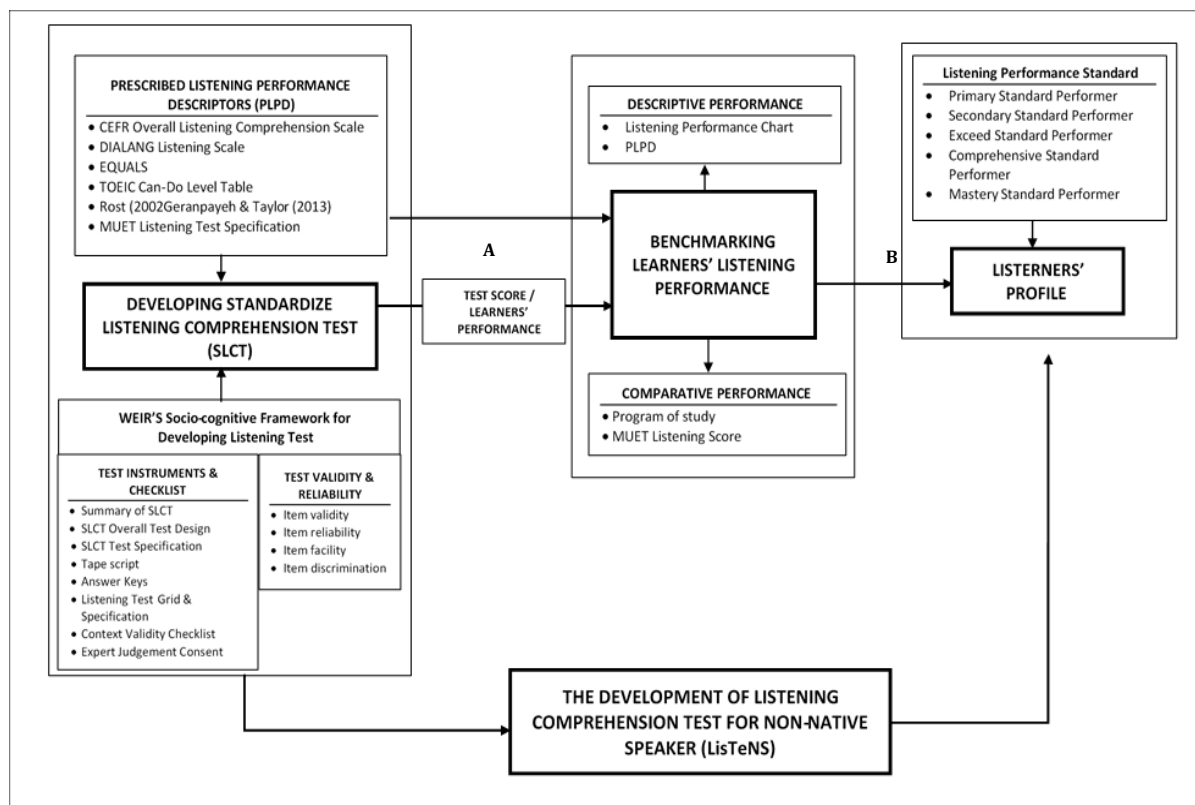 PRESCRIBED LISTENING PERFORMANCE
DESCRIPTORS (PLPD)
• CEFR Overall Listening Comprehension Scale
• DIALANG Listening Scale
• EQUALS
• TOEIC Can-Do Level Table
• Rost (2002Geranpayeh & Taylor (2013)
• MUET Listening Test Specification
DEVELOPING STANDARDIZE
LISTENING COMPREHENSION TEST
(SLCT)
WEIR'S Socio-cognitive Framework for
Developing Listening Test
TEST INSTRUMENTS &
CHECKLIST
• Summary of SLCT
• SLCT Overall Test Design
• SLCT Test Specification
• Tape script
• Answer Keys
• Listening Test Grid &
Specification
• Context Validity Checklist
• Expert Judgement Consent
TEST VALIDITY &
RELIABILITY
• Item validity
• Item reliability
• Item facility
• Item discrimination
A
TEST SCORE /
LEARNERS'
PERFORMANCE
DESCRIPTIVE PERFORMANCE
• Listening Performance Chart
• PLPD
BENCHMARKING
LEARNERS' LISTENING
PERFORMANCE
COMPARATIVE PERFORMANCE
• Program of study
• MUET Listening Score
B
Listening Performance Standard
• Primary Standard Performer
• Secondary Standard Performer
• Exceed Standard Performer
• Comprehensive Standard
Performer
• Mastery Standard Performer
LISTERNERS'
PROFILE
THE DEVELOPMENT OF LISTENING
COMPREHENSION TEST FOR NON-NATIVE
SPEAKER (LisTeNS)